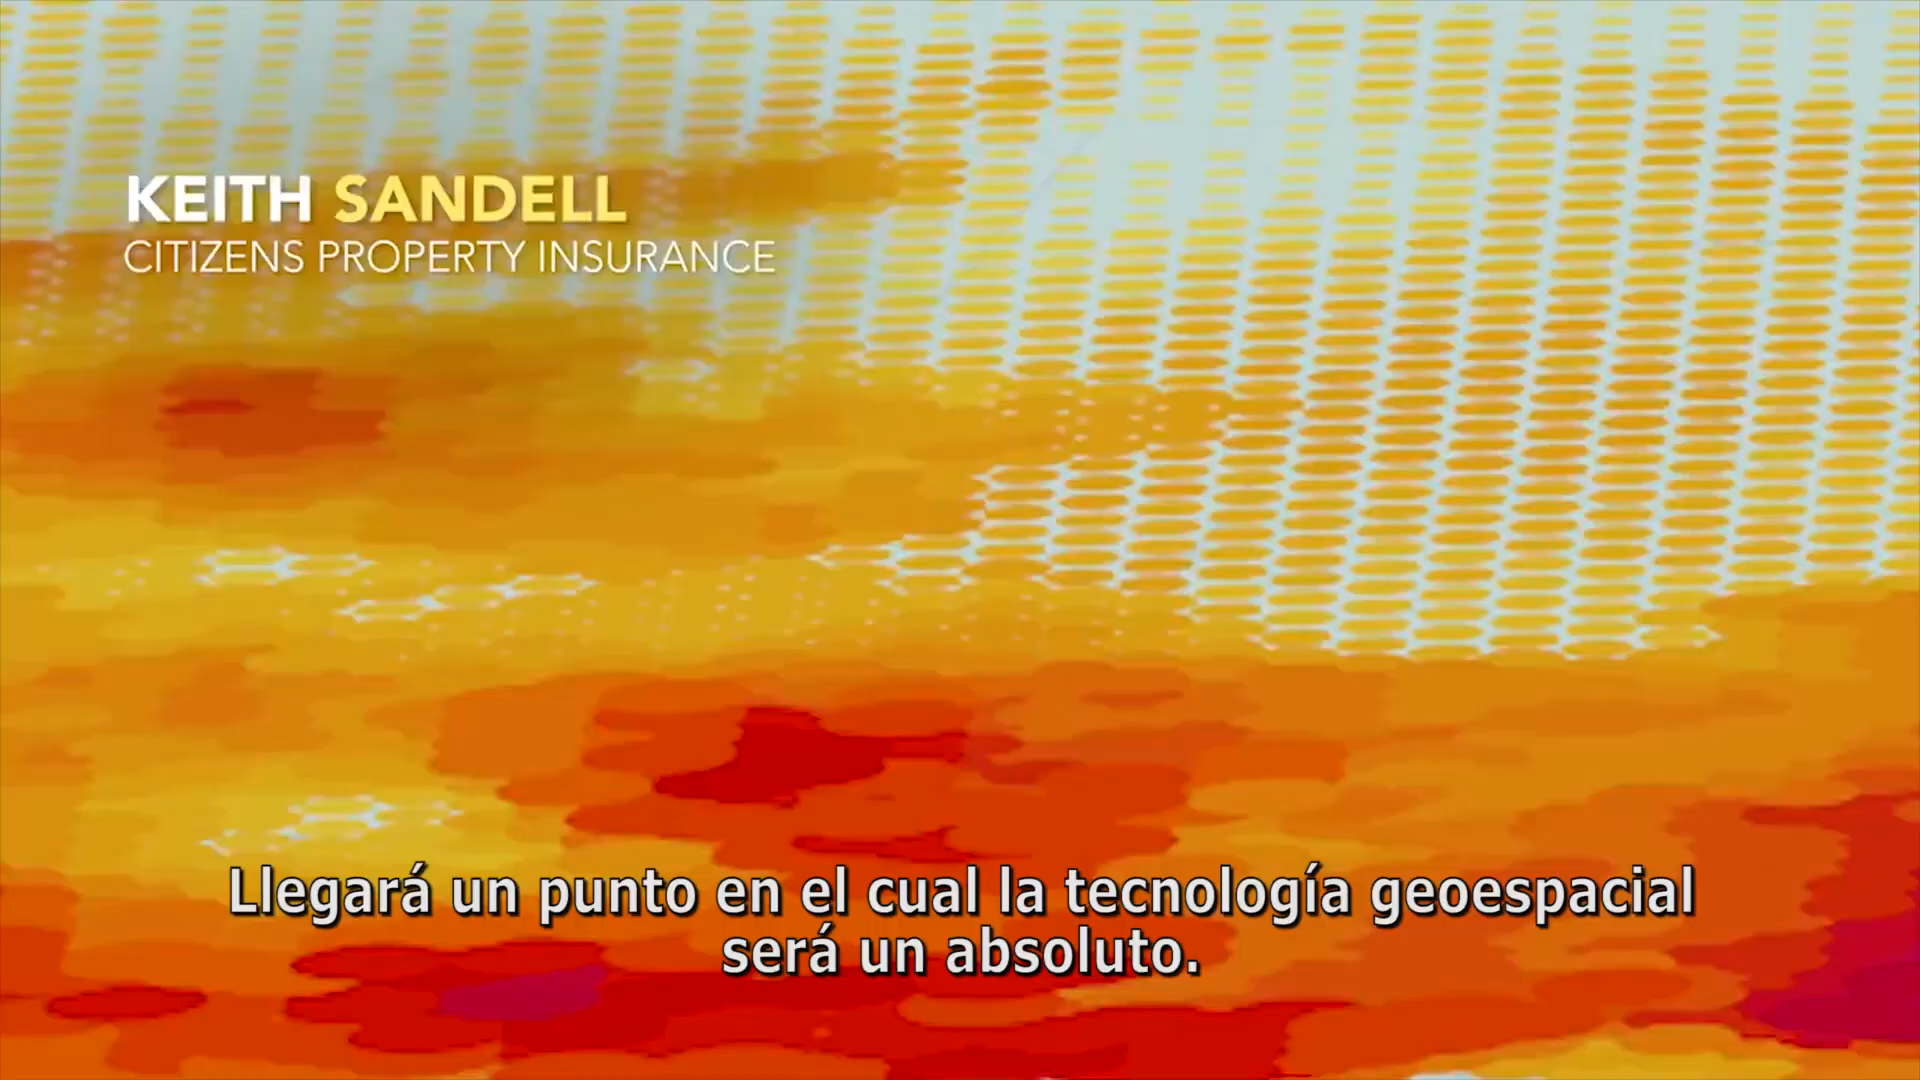 KEITH SANDELL
CITIZENS PROPERTY INSURANCE
Llegará un punto en el cual la tecnología geoespacial
será un absoluto.